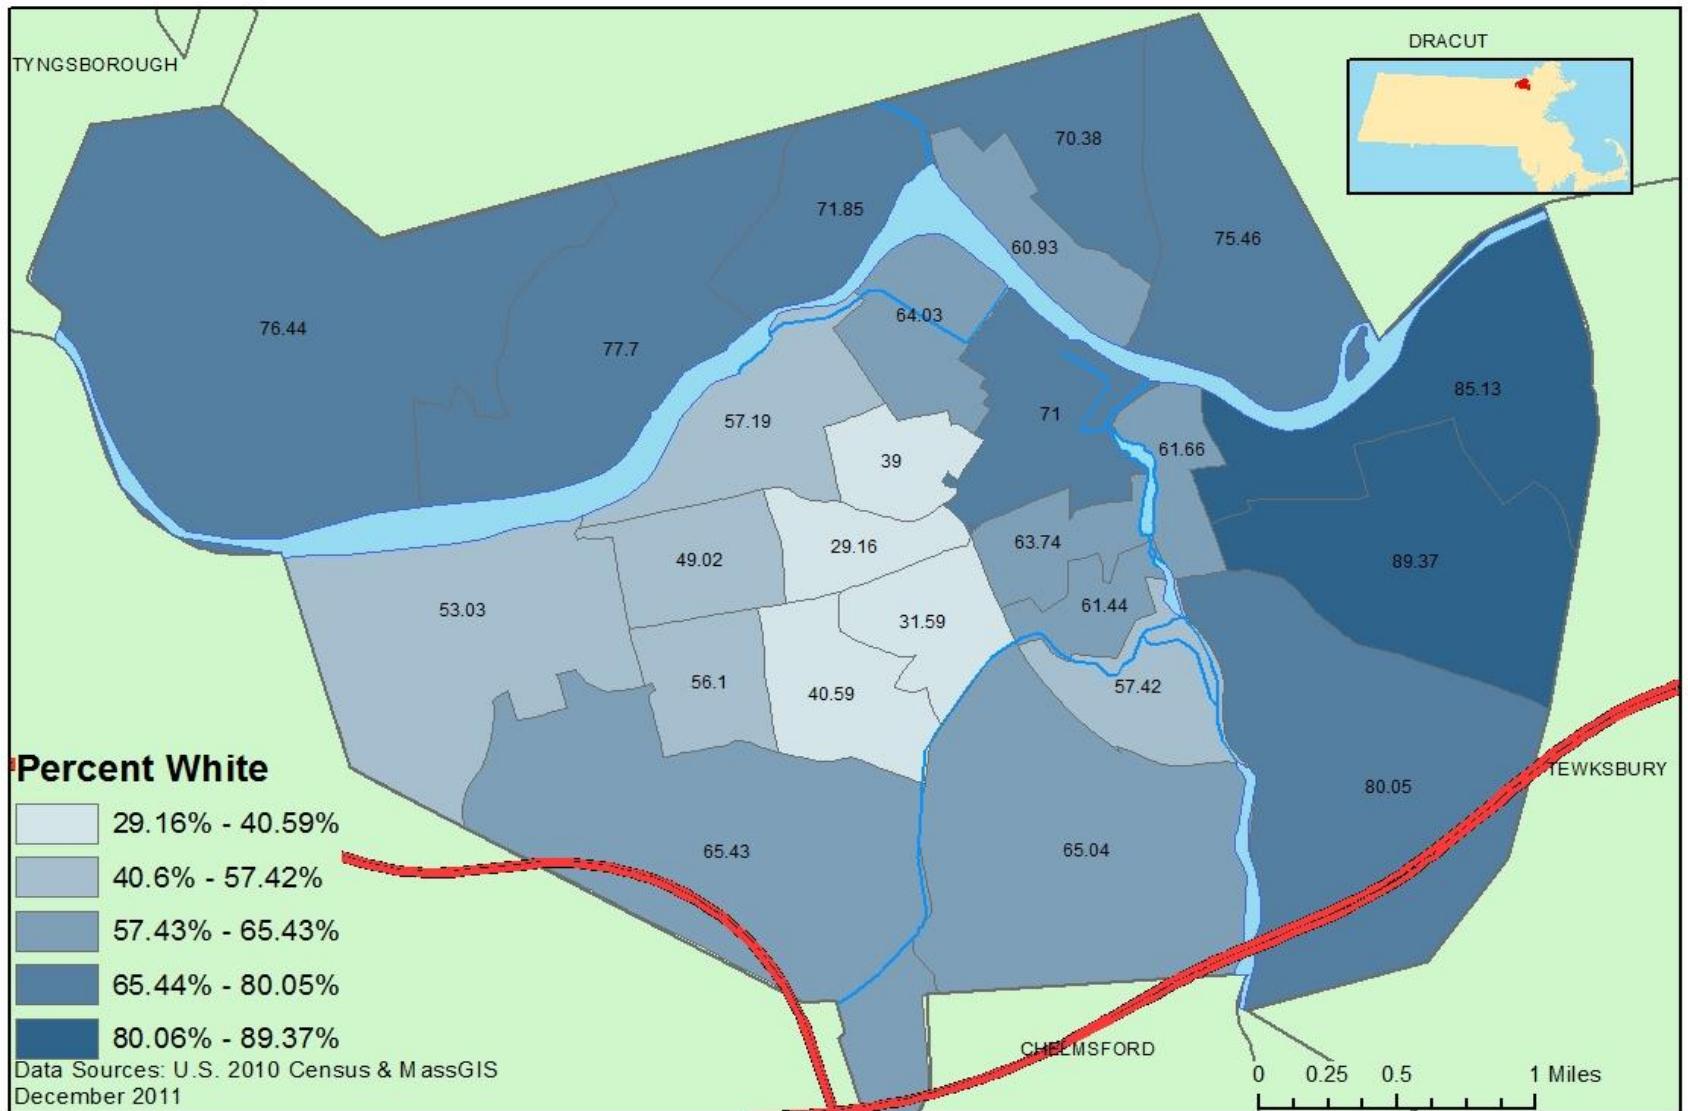 DRACUT
TYNGSBOROUGH
70.38
71.85
75.46
60.93
64.03
76.44
77.7
85.13
71
57.19
61.66
39
29.16
63.74
49.02
89.37
53.03
61.44
31.59
56.1
57.42
40.59
Percent White
TEWKSBURY
80.05
29.16% - 40.59%
65.43
65.04
40.6% - 57.42%
57.43% - 65.43%
65.44% - 80.05%
80.06% - 89.37%
CHELMSFORD
Data Sources: U.S. 2010 Census & MassGIS
December 2011
0 0.25 0.5 1 Miles